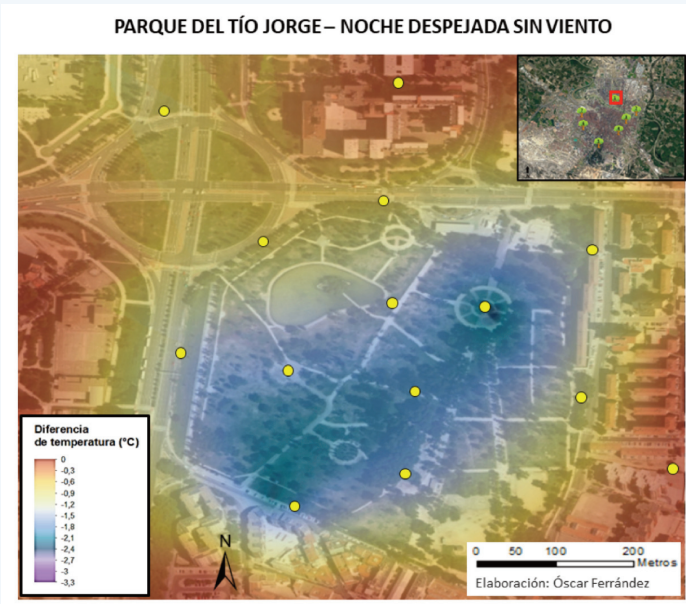 PARQUE DEL TÍO JORGE – NOCHE DESPEJADA SIN VIENTO
Diferencia
de temperatura (°C)
0
-0,3
-0,6
-0,9
-1,2
-1,5
-1,8
-2,1
-2,4
-2,7
-3
-3,3
N
0 50 100 200
Metros
Elaboración: Óscar Ferrández